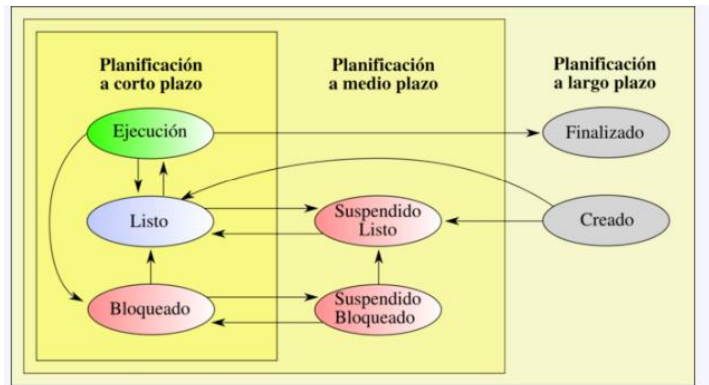 Planificación
a corto plazo
Planificación
a medio plazo
Planificación
a largo plazo
Ejecución
Finalizado
Listo
Suspendido
Listo
Creado
Bloqueado
Suspendido
Bloqueado